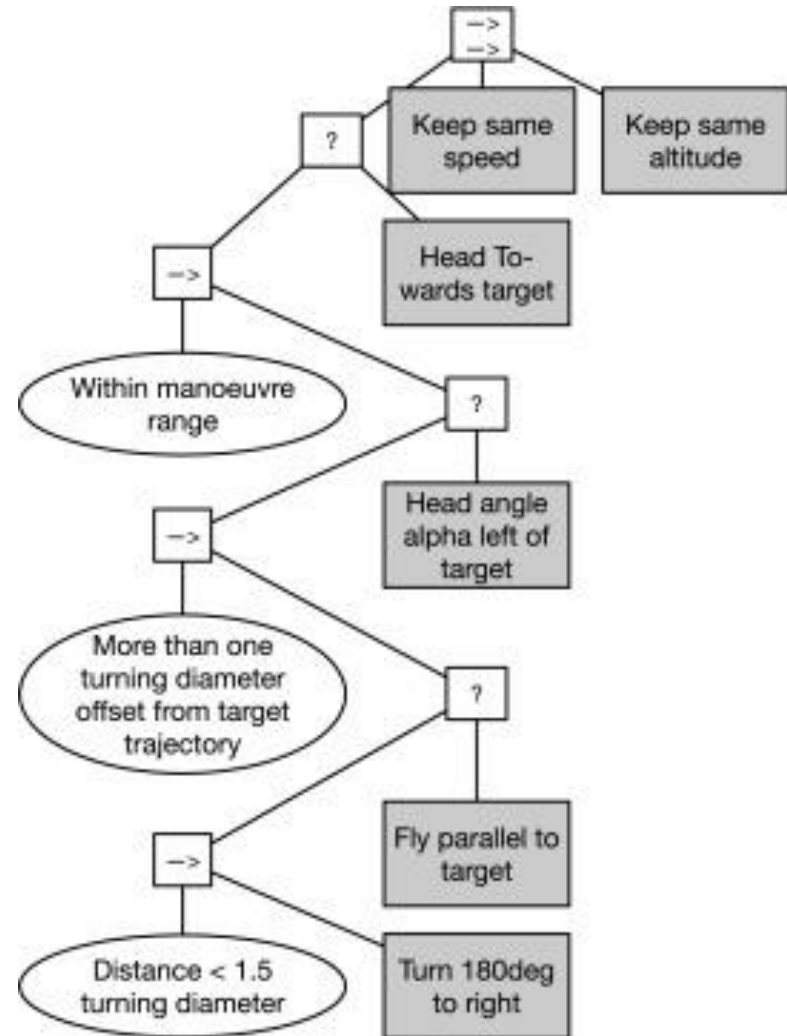 —>
—>
Keep same
speed
Keep same
altitude
?
Head To-
wards target
—>
Within manoeuvre
range
?
Head angle
alpha left of
target
—>
More than one
turning diameter
offset from target
trajectory
?
Fly parallel to
target
—>
Distance < 1.5
turning diameter
Turn 180deg
to right